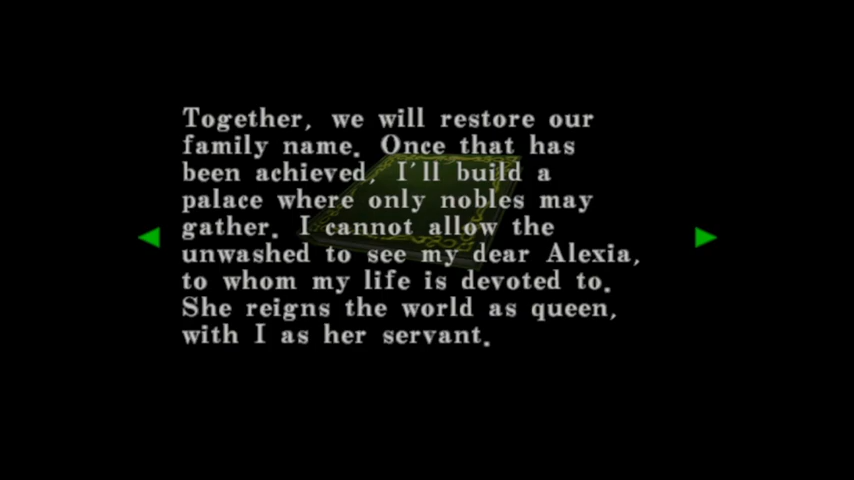 Together, we will restore our
family name. Once that has
been achieved, I'll build a
palace where only nobles may
gather. I cannot allow the
unwashed to see my dear Alexia,
to whom my life is devoted to.
She reigns the world as queen,
with I as her servant.